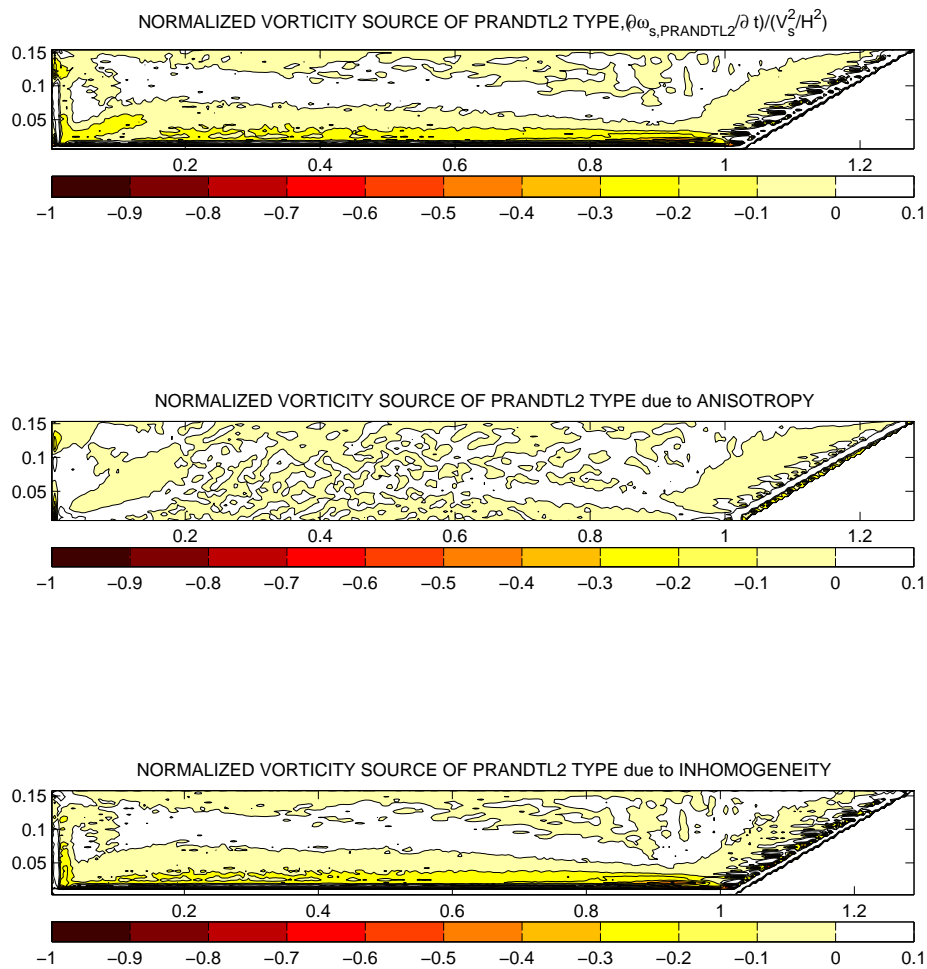 NORMALIZED VORTICITY SOURCE OF PRANDTL2 TYPE,(∂ω_s,PRANDTL2/∂ t)/(V_s^2/H^2)
0.15
0.1
0.05
0.2 0.4 0.6 0.8 1 1.2
−1 −0.9 −0.8 −0.7 −0.6 −0.5 −0.4 −0.3 −0.2 −0.1 0 0.1
NORMALIZED VORTICITY SOURCE OF PRANDTL2 TYPE due to ANISOTROPY
0.15
0.1
0.05
0.2 0.4 0.6 0.8 1 1.2
−1 −0.9 −0.8 −0.7 −0.6 −0.5 −0.4 −0.3 −0.2 −0.1 0 0.1
NORMALIZED VORTICITY SOURCE OF PRANDTL2 TYPE due to INHOMOGENEITY
0.15
0.1
0.05
0.2 0.4 0.6 0.8 1 1.2
−1 −0.9 −0.8 −0.7 −0.6 −0.5 −0.4 −0.3 −0.2 −0.1 0 0.1